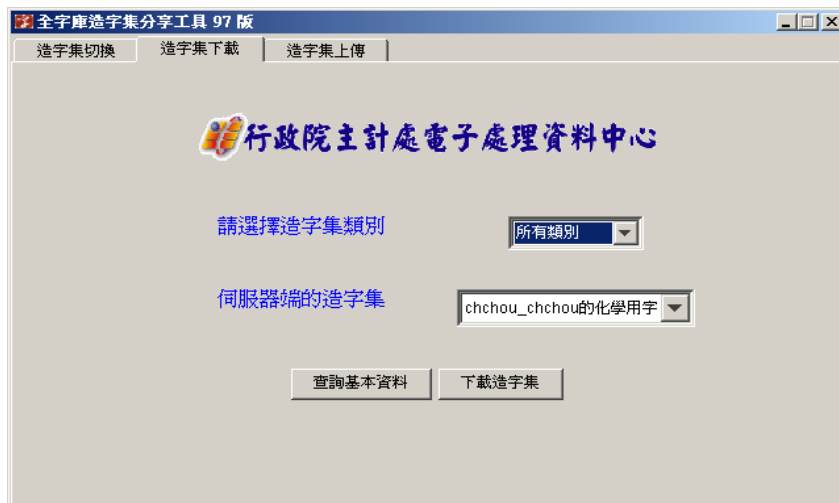 全字庫造字集分享工具 97 版
造字集切換 造字集下載 造字集上傳
行政院主計處電子處理資料中心
請選擇造字集類別 所有類別
伺服器端的造字集 chchou_chchou的化學用字
查詢基本資料 下載造字集